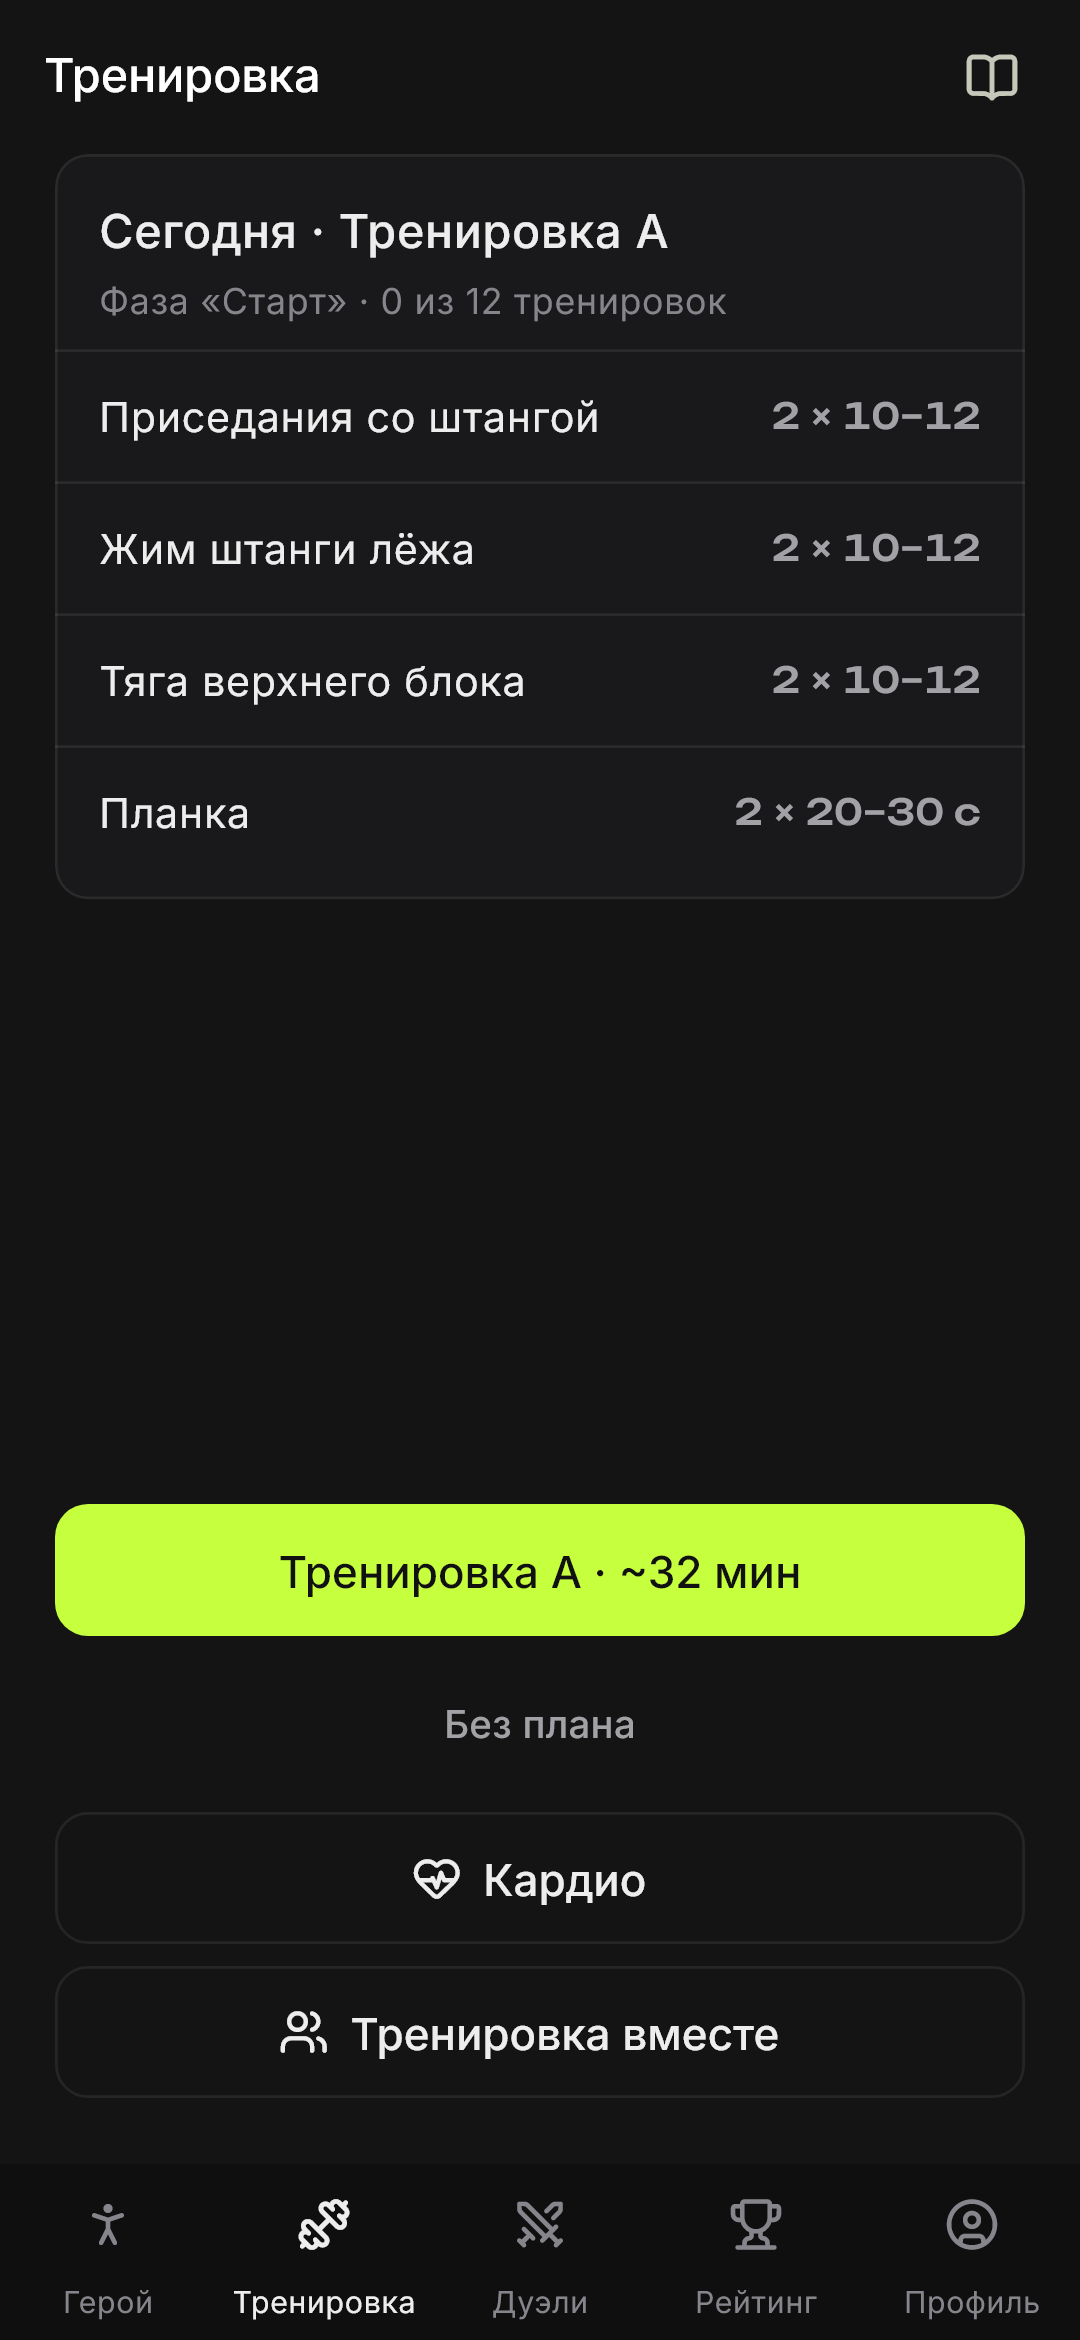 Тренировка
Сегодня · Тренировка A
Фаза «Старт» · 0 из 12 тренировок
Приседания со штангой 2 × 10–12
Жим штанги лёжа 2 × 10–12
Тяга верхнего блока 2 × 10–12
Планка 2 × 20–30 с
Тренировка A · ~32 мин
Без плана
Кардио
Тренировка вместе
Герой Тренировка Дуэли Рейтинг Профиль